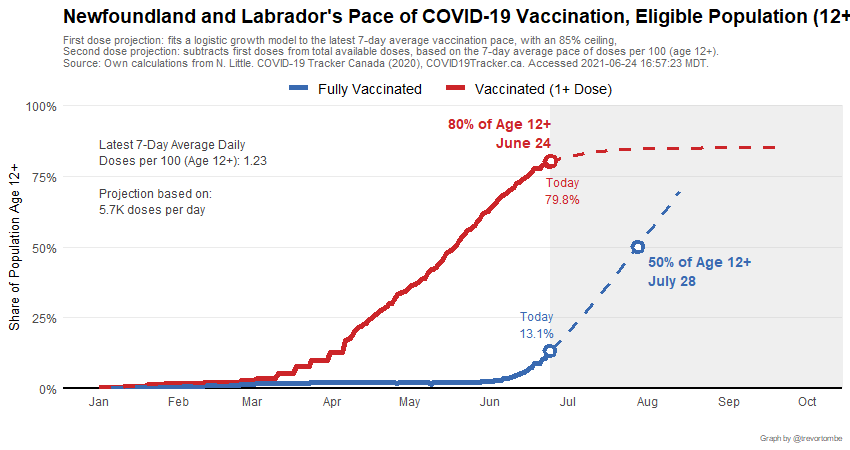 Newfoundland and Labrador's Pace of COVID-19 Vaccination, Eligible Population (12+
First dose projection: fits a logistic growth model to the latest 7-day average vaccination pace, with an 85% ceiling,
Second dose projection: subtracts first doses from total available doses, based on the 7-day average pace of doses per 100 (age 12+).
Source: Own calculations from N. Little. COVID-19 Tracker Canada (2020), COVID19Tracker.ca. Accessed 2021-06-24 16:57:23 MDT.
Fully Vaccinated Vaccinated (1+ Dose)
100%
80% of Age 12+
June 24
Latest 7-Day Average Daily
Doses per 100 (Age 12+): 1.23
75%
Today
79.8%
Projection based on:
5.7K doses per day
Share of Population Age 12+
50%
50% of Age 12+
July 28
25%
Today
13.1%
0%
Jan Feb Mar Apr May Jun Jul Aug Sep Oct
Graph by @trevortombe